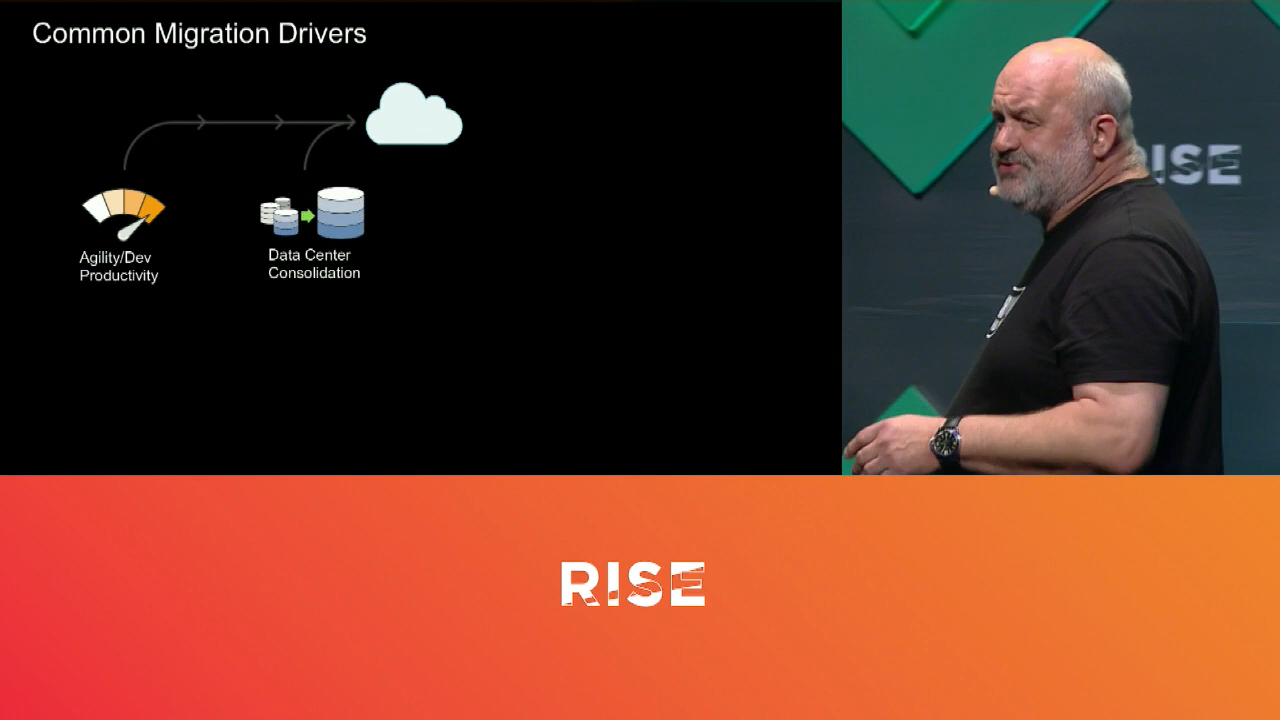 Common Migration Drivers
Agility/Dev
Productivity
Data Center
Consolidation
RISE
RISE